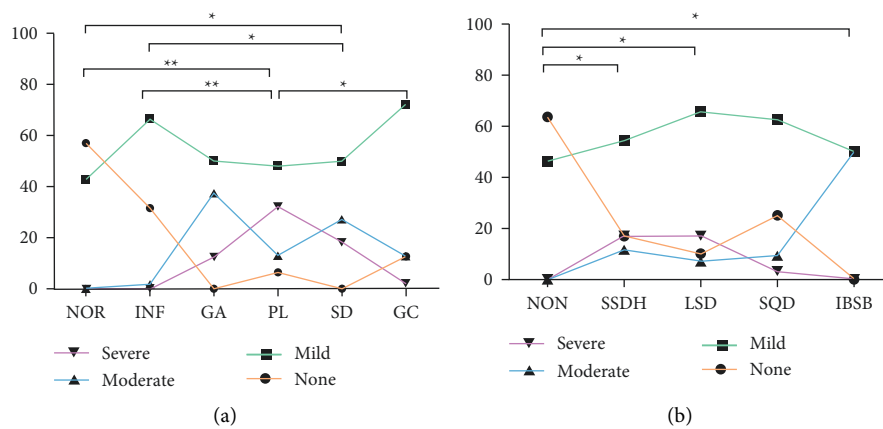 100
80
60
40
20
0
*
*
**
**
*
NOR INF GA PL SD GC
Severe Mild
Moderate None
(a)
100
80
60
40
20
0
*
*
*
NON SSDH LSD SQD IBSB
Severe Mild
Moderate None
(b)